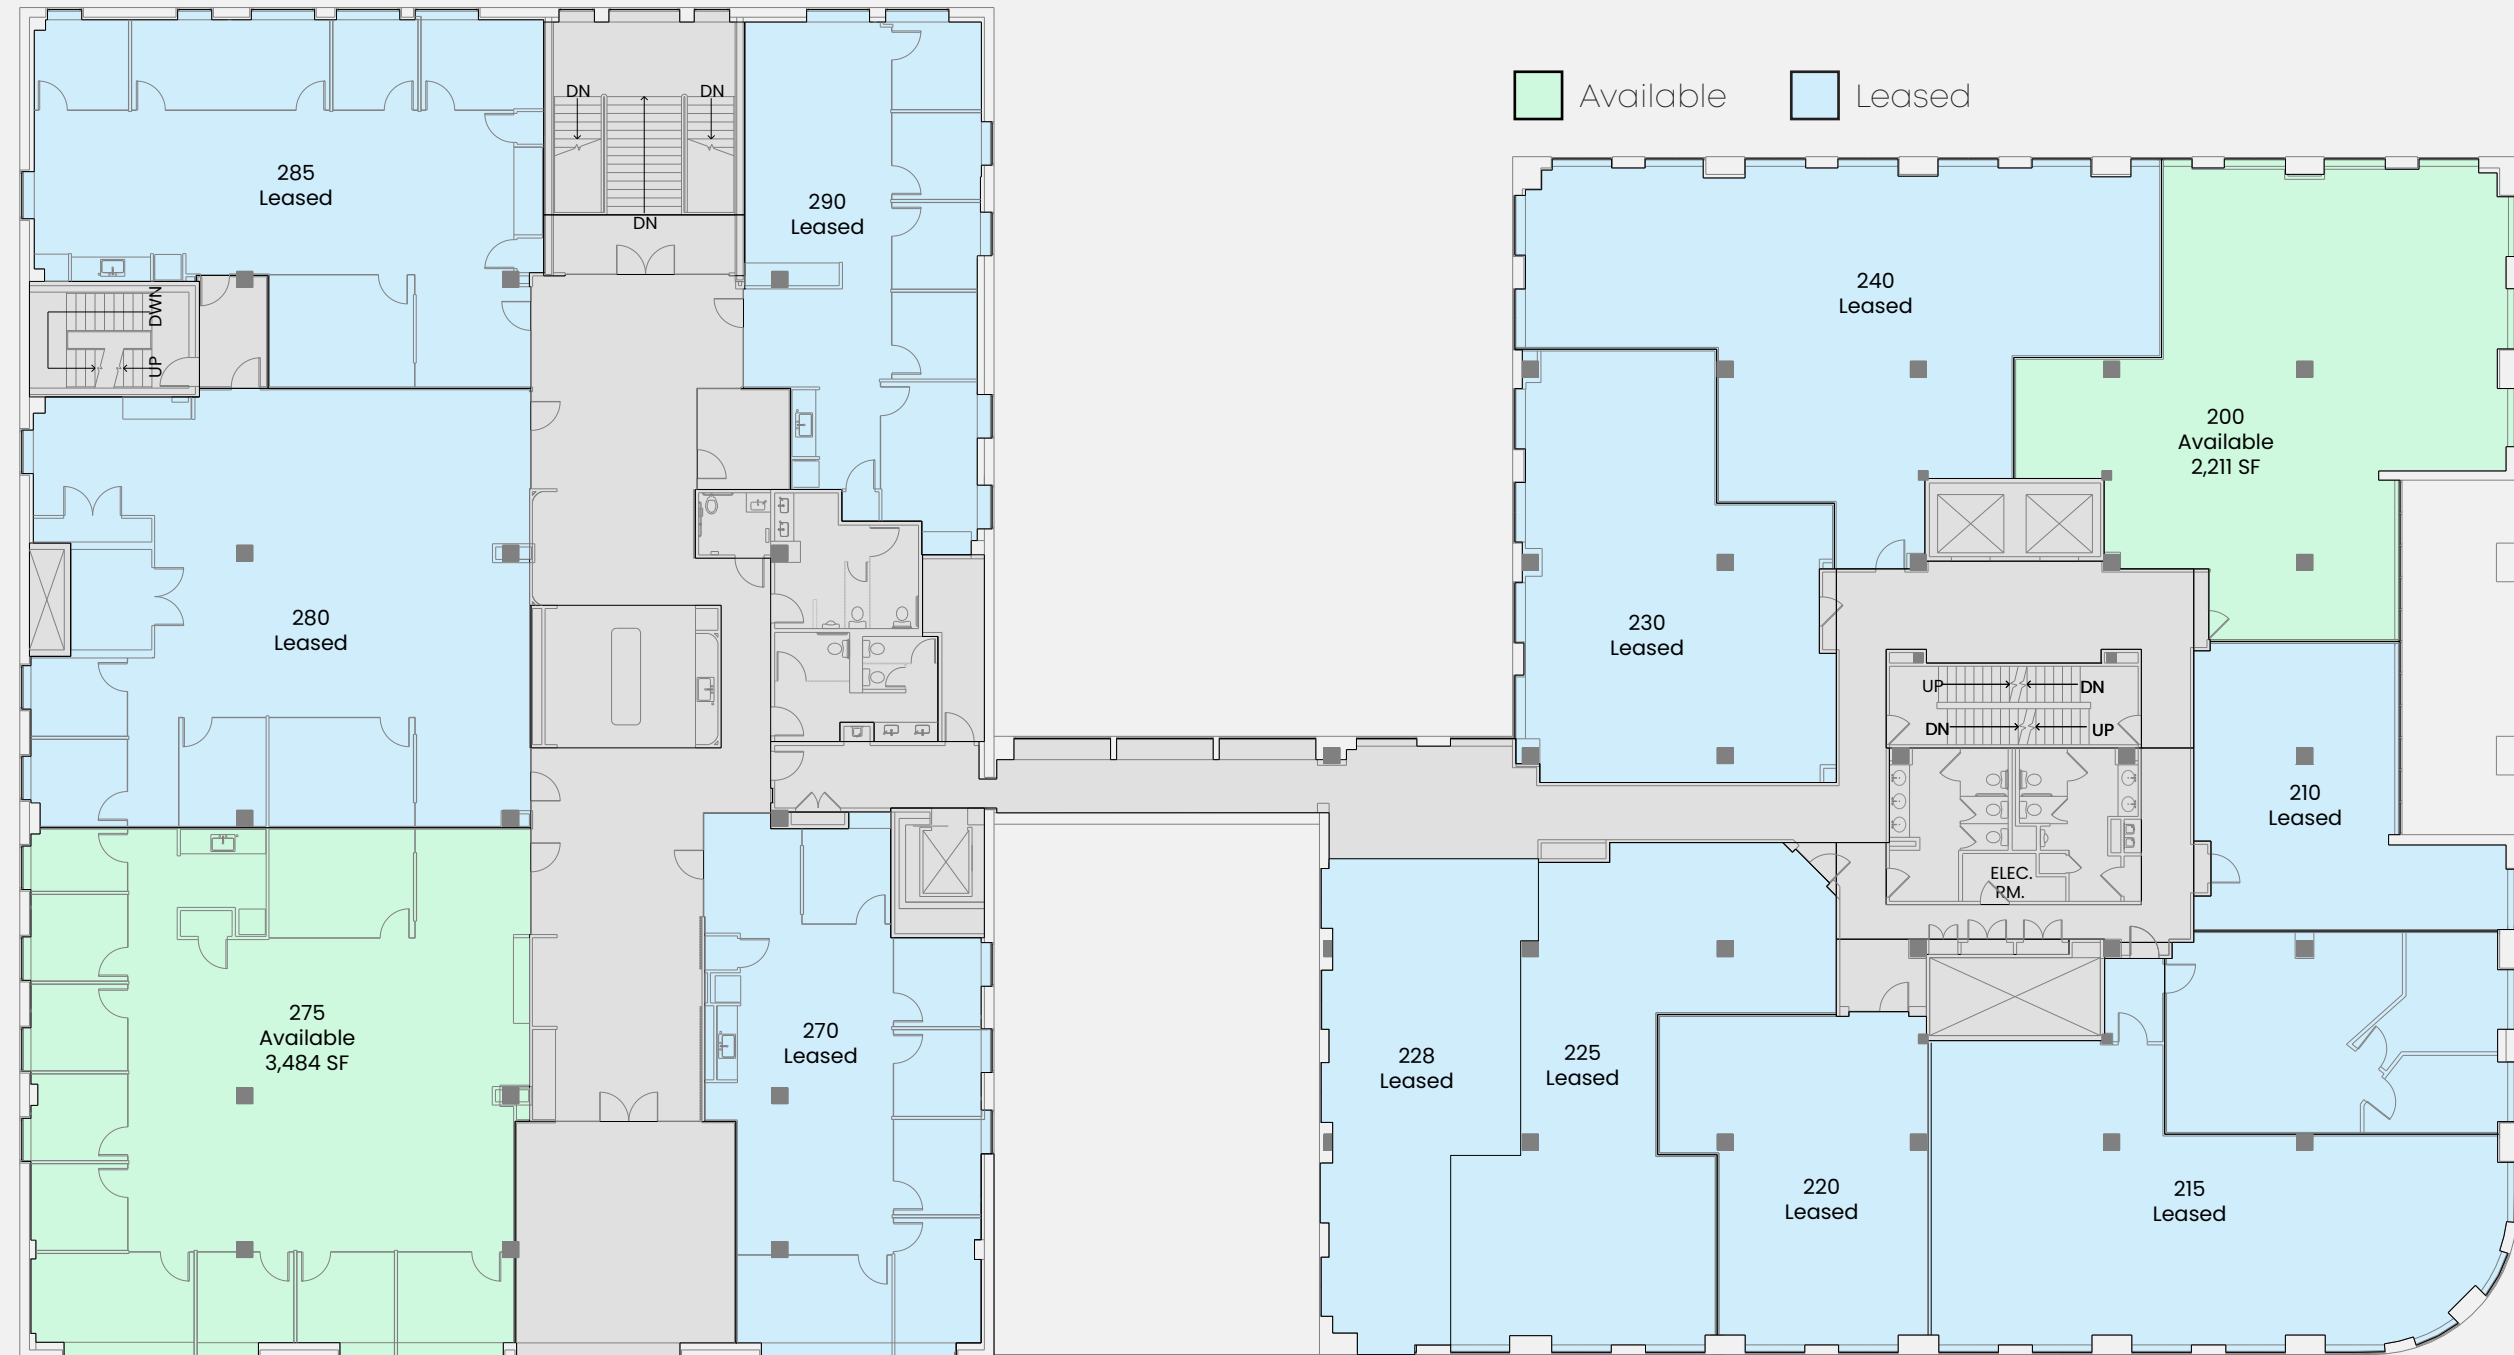 Available
Leased
DN
DN
DN
285
Leased
290
Leased
DWN
UP
240
Leased
200
Available
2,211 SF
280
Leased
230
Leased
UP
DN
DN
UP
210
Leased
ELEC.
RM.
275
Available
3,484 SF
270
Leased
228
Leased
225
Leased
220
Leased
215
Leased